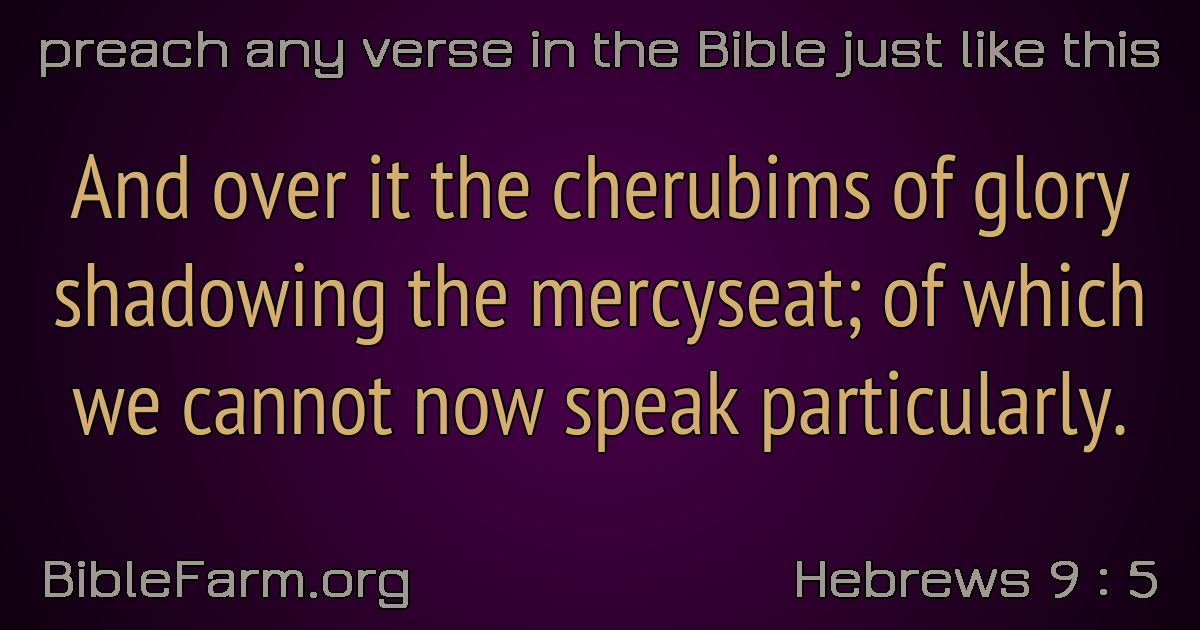 preach any verse in the Bible just like this
And over it the cherubims of glory
shadowing the mercyseat; of which
we cannot now speak particularly.
BibleFarm.org
Hebrews 9 : 5